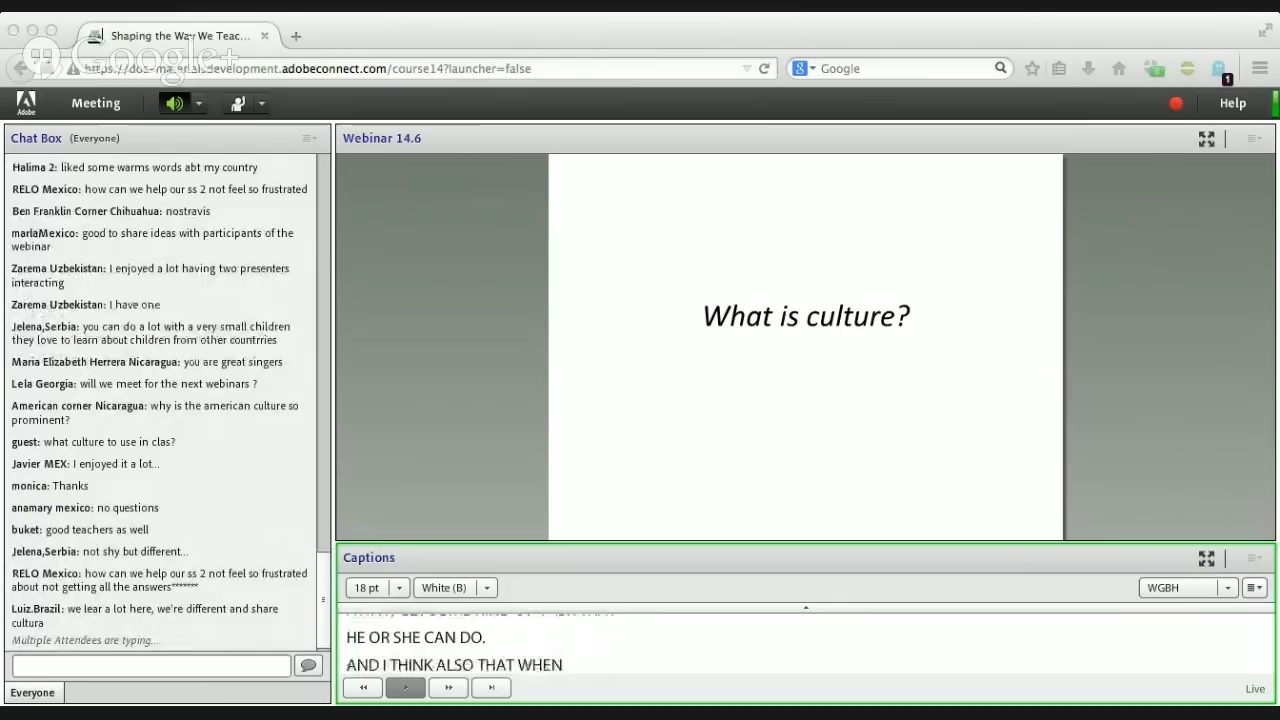 Shaping the Way We Teac...
Google+
adobeconnect.com/course14?launcher=false
Google
1
Adobe
Meeting
Help
Chat Box (Everyone)
Halima 2: liked some warms words abt my country
RELO Mexico: how can we help our ss 2 not feel so frustrated
Ben Franklin Corner Chihuahua: nostravis
marlaMexico: good to share ideas with participants of the
webinar
Zarema Uzbekistan: I enjoyed a lot having two presenters
interacting
Zarema Uzbekistan: I have one
Jelena,Serbia: you can do a lot with a very small children
they love to learn about children from other countrries
Maria Elizabeth Herrera Nicaragua: you are great singers
Lela Georgia: will we meet for the next webinars ?
American corner Nicaragua: why is the american culture so
prominent?
guest: what culture to use in clas?
Javier MEX: I enjoyed it a lot...
monica: Thanks
anamary mexico: no questions
buket: good teachers as well
Jelena,Serbia: not shy but different...
RELO Mexico: how can we help our ss 2 not feel so frustrated
about not getting all the answers*******
Luiz.Brazil: we lear a lot here, we're different and share
cultura
Multiple Attendees are typing...
Everyone
Webinar 14.6
What is culture?
Captions
18 pt
White (B)
WGBH
HE OR SHE CAN DO.
AND I THINK ALSO THAT WHEN
Live